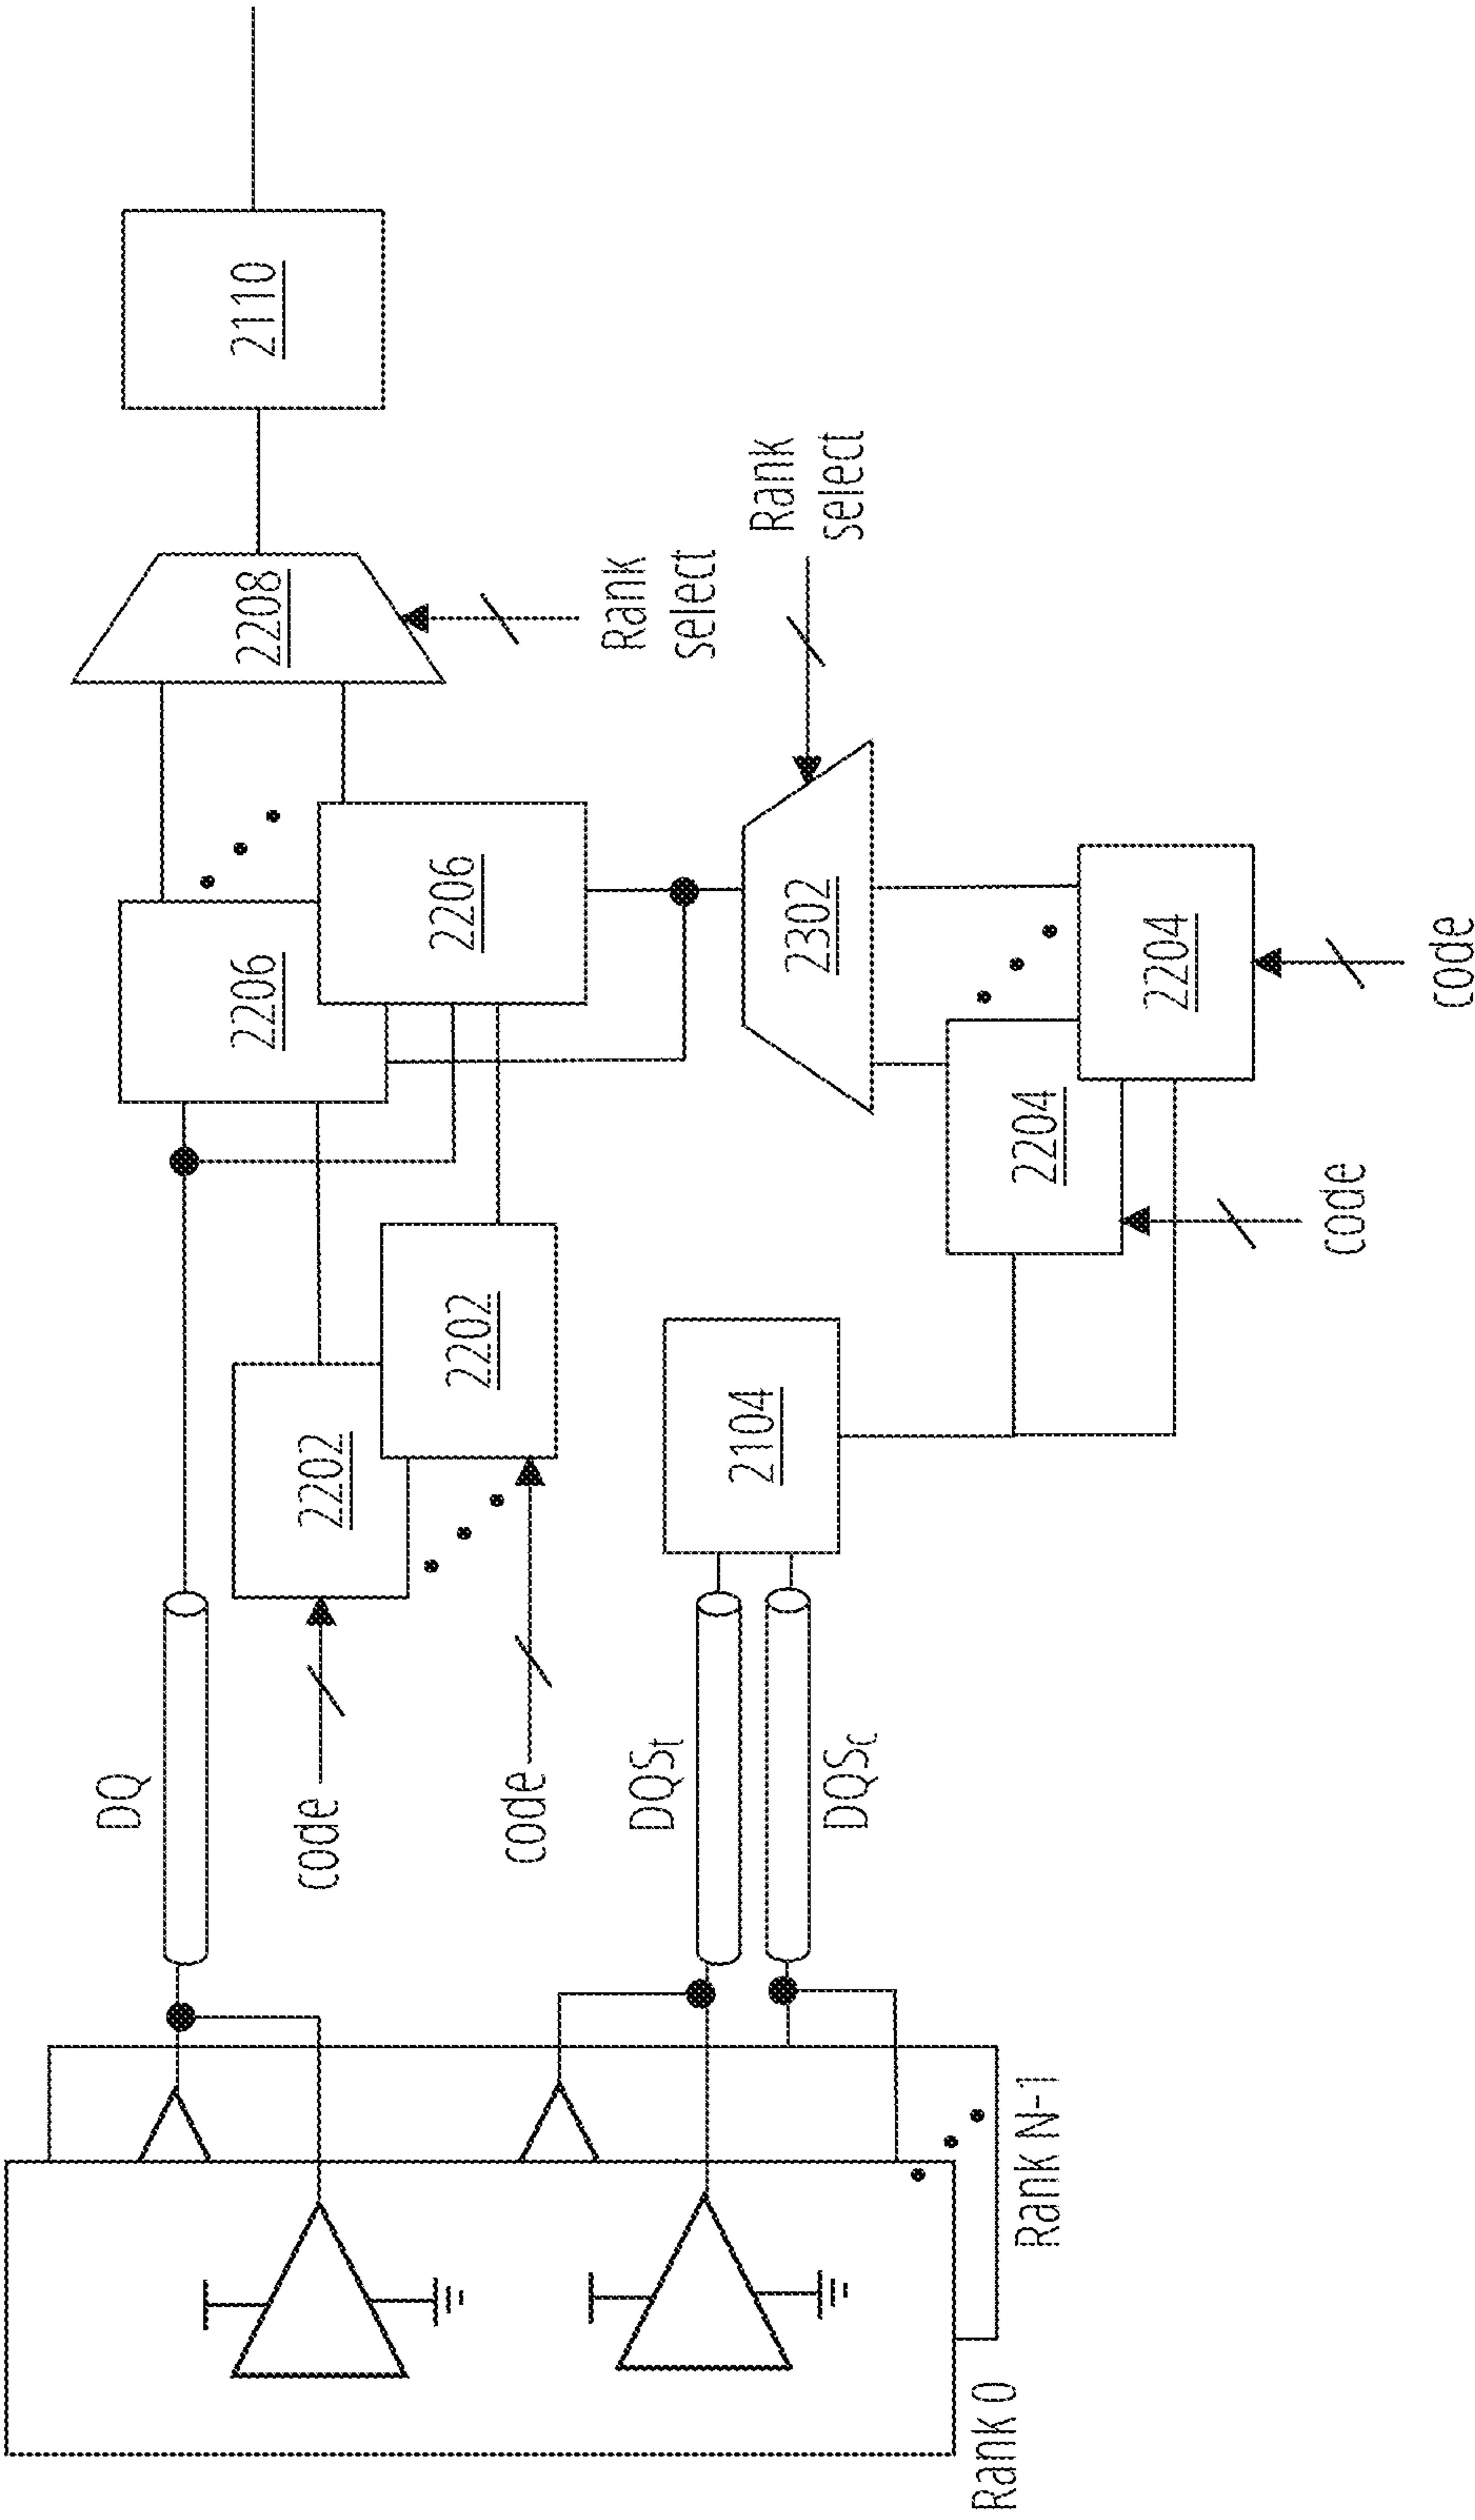 2110
2208
Rank
select
Rank
select
2206
2206
2302
2204
2204
code
code
2202
2202
2104
DQ
code
code
DQSt
DQSc
Rank N-1
Rank 0